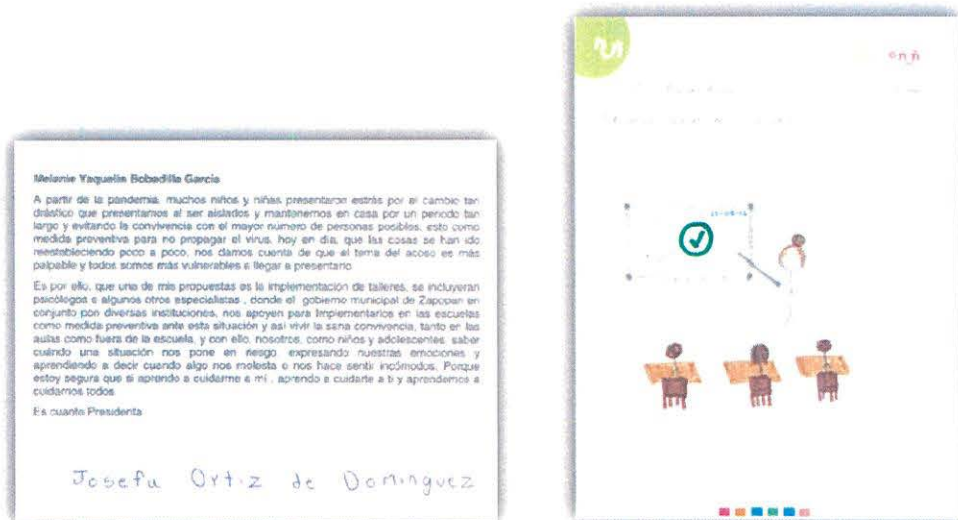 Melanie Yaquelin Bobadilla García
A partir de la pandemia, muchos niños y niñas presentaron estrés por el cambio tan
drástico que presentamos al ser aislados y mantenernos en casa por un periodo tan
largo y evitando la convivencia con el mayor número de personas posibles, esto como
medida preventiva para no propagar el virus, hoy en día, que las cosas se han ido
reestableciendo poco a poco, nos damos cuenta de que el tema del acoso es más
palpable y todos somos más vulnerables a llegar a presentarlo
Es por ello, que una de mis propuestas es la implementación de talleres, se incluyeran
psicólogos e algunos otros especialistas , donde el gobierno municipal de Zapopan en
conjunto pon diversas instituciones, nos apoyen para Implementarlos en las escuelas
como medida preventiva ante esta situación y así vivir la sana convivencia, tanto en las
aulas como fuera de la escuela, y con ello, nosotros, como niños y adolescentes, saber
cuándo una situación nos pone en riesgo expresando nuestras emociones y
aprendiendo a decir cuando algo nos molesta o nos hace sentir incómodos. Porque
estoy segura que si aprendo a cuidarme a mí , aprendo a cuidarte a ti y aprendemos a
cuidarnos todos
Es cuanto Presidenta
Josefa Ortiz de Dominguez